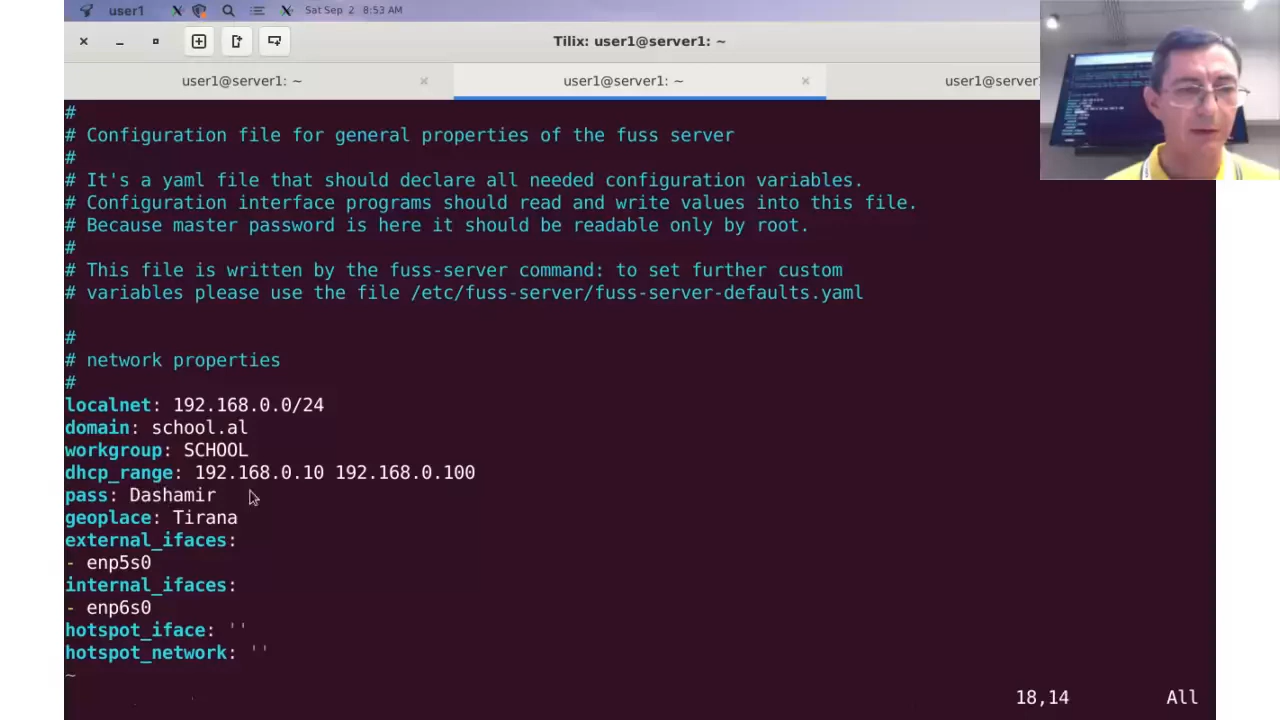 user1
Sat Sep 2 8:53 AM
Tilix: user1@server1: ~
user1@server1: ~
user1@server1: ~
user1@server1:
#
# Configuration file for general properties of the fuss server
#
# It's a yaml file that should declare all needed configuration variables.
# Configuration interface programs should read and write values into this file.
# Because master password is here it should be readable only by root.
#
# This file is written by the fuss-server command: to set further custom
# variables please use the file /etc/fuss-server/fuss-server-defaults.yaml
#
# network properties
#
localnet: 192.168.0.0/24
domain: school.al
workgroup: SCHOOL
dhcp_range: 192.168.0.10 192.168.0.100
pass: Dashamir
geoplace: Tirana
external_ifaces:
- enp5s0
internal_ifaces:
- enp6s0
hotspot_iface: ''
hotspot_network: ''
~
18,14 All